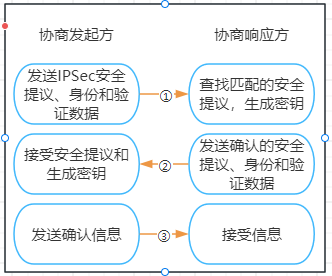 协商发起方
协商响应方
发送IPSec安全
提议、身份和验
证数据
①
查找匹配的安全
提议，生成密钥
接受安全提议和
生成密钥
②
发送确认的安全
提议、身份和验
证数据
发送确认信息
③
接受信息